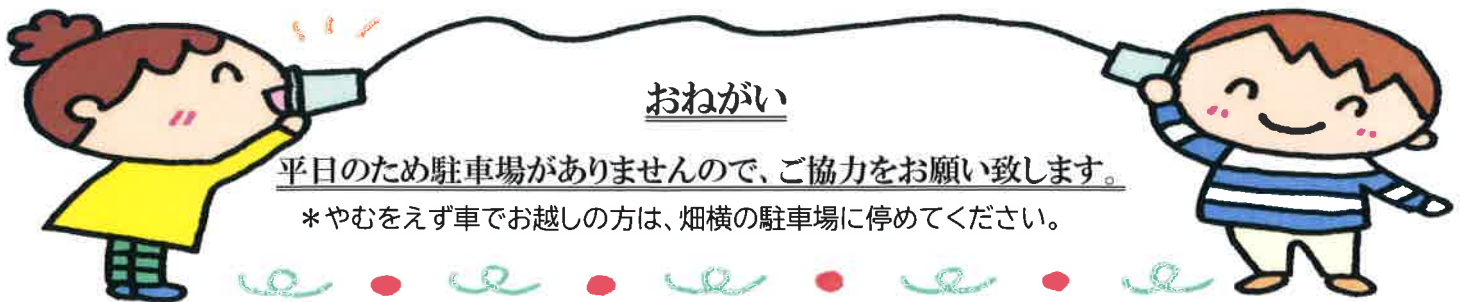 おねがい
平日のため駐車場がありませんので、ご協力をお願い致します。
＊やむをえず車でお越しの方は、畑横の駐車場に停めてください。